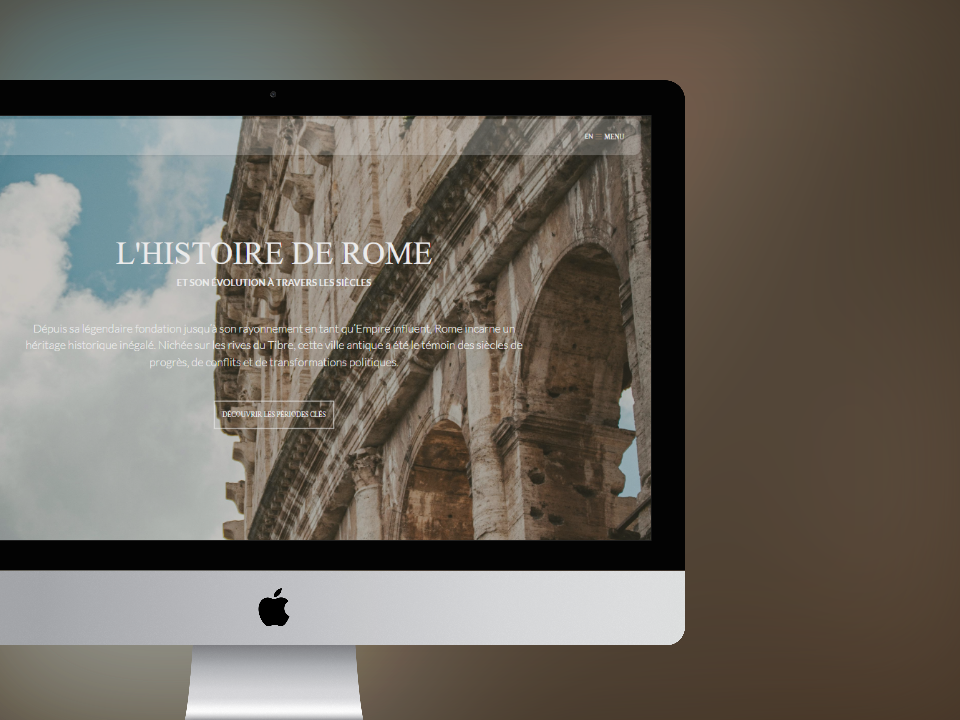 EN MENU
L'HISTOIRE DE ROME
ET SON ÉVOLUTION À TRAVERS LES SIÈCLES
Dépuis sa légendaire fondation jusqu'à son rayonnement en tant qu'Empire influent, Rome incarne un
héritage historique inégalé. Nichée sur les rives du Tibre, cette ville antique a été le témoin des siècles de
progrès, de conflits et de transformations politiques.
DÉCOUVRIR LES PÉRIODES CLÉS